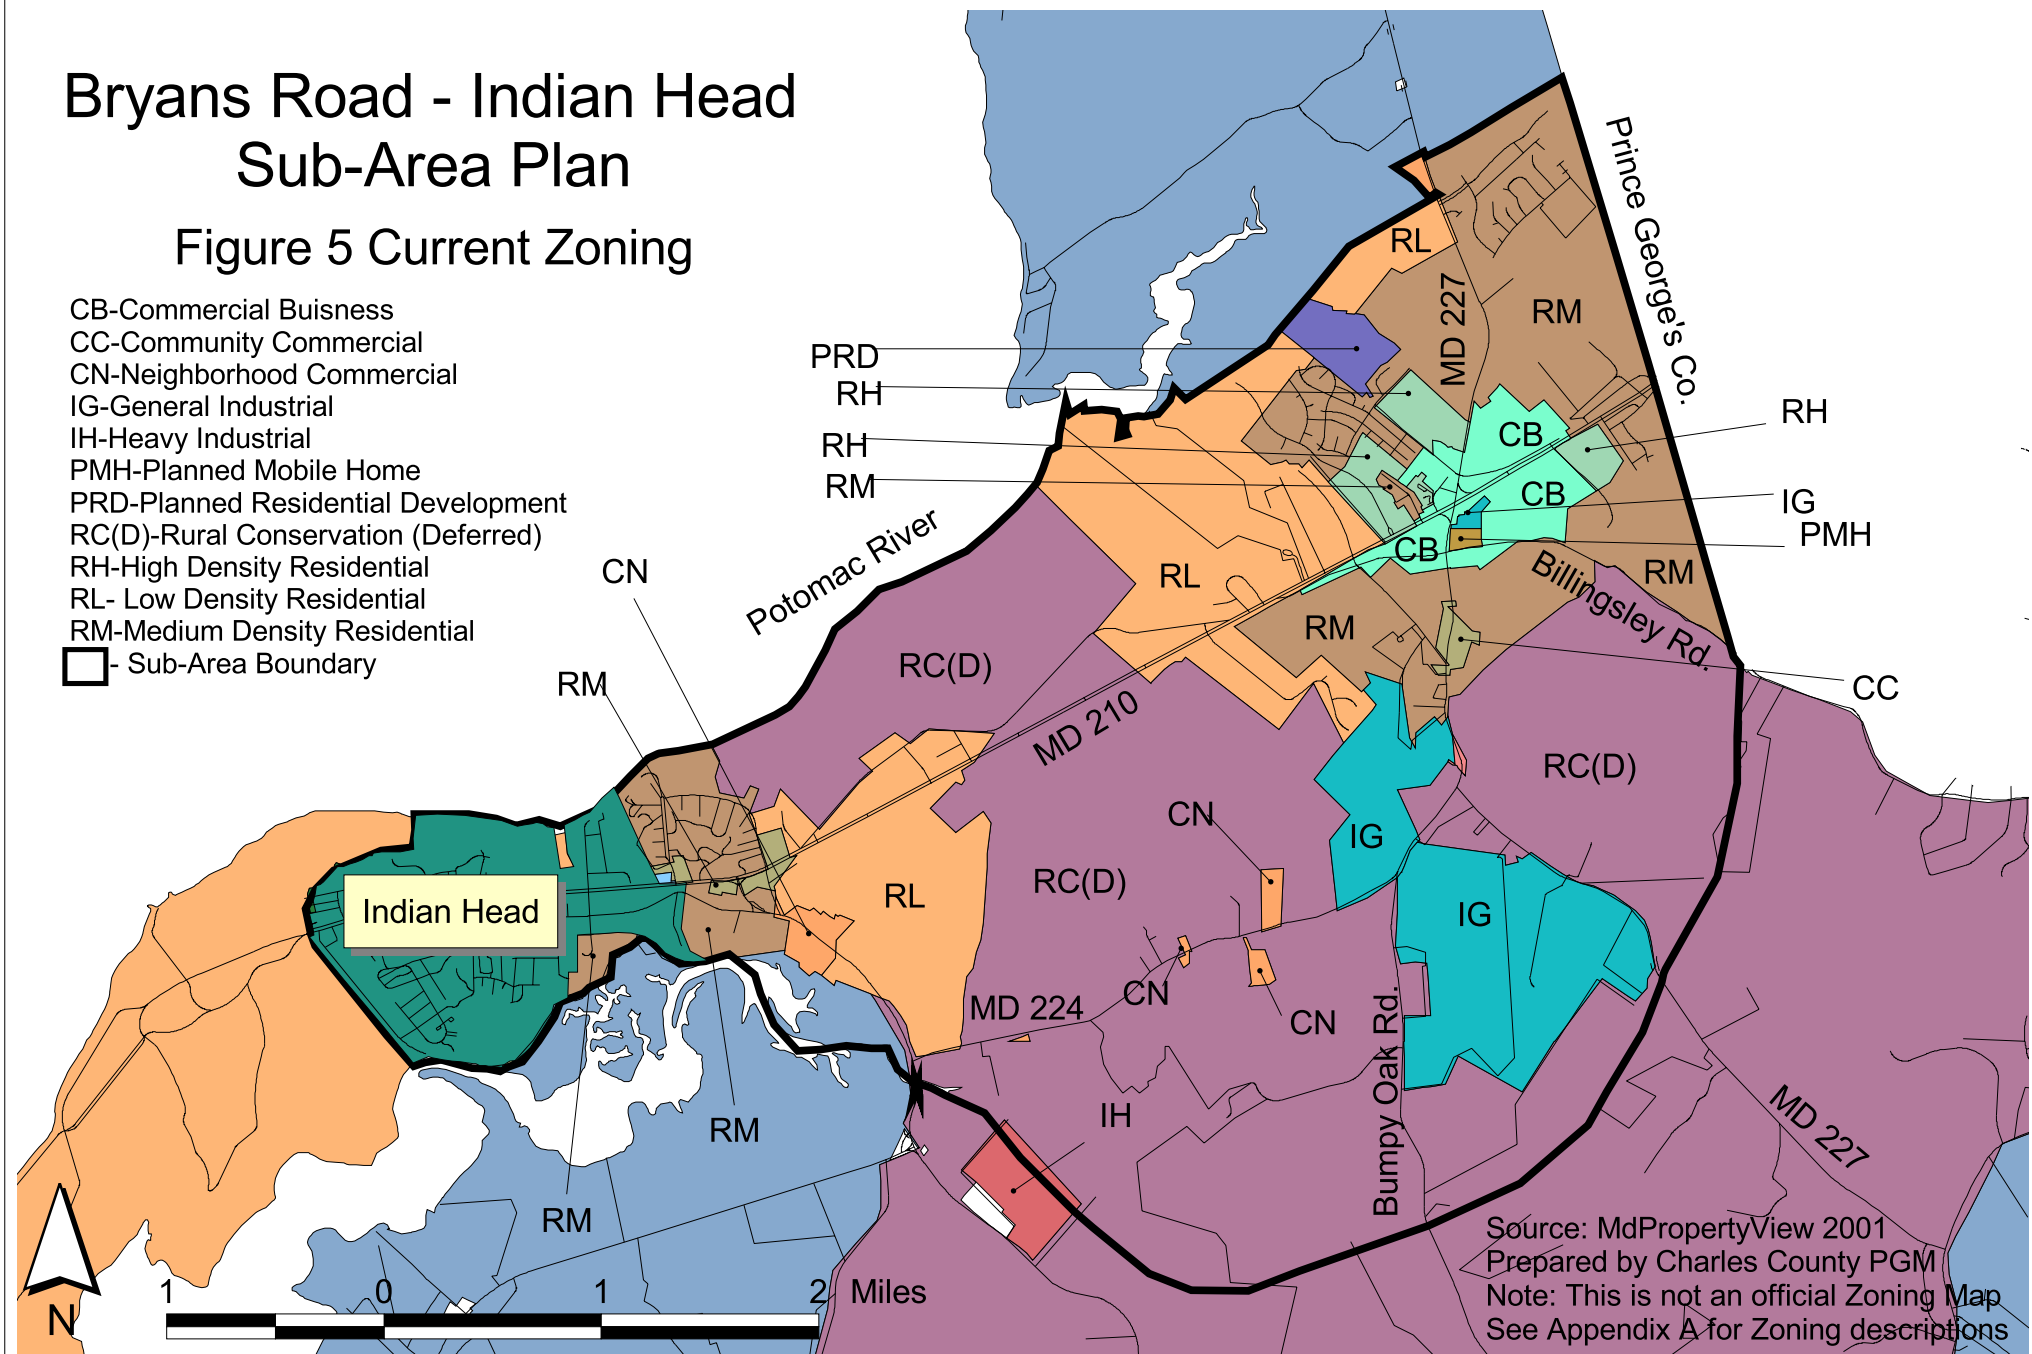 Bryans Road - Indian Head
Sub-Area Plan
Figure 5 Current Zoning
CB-Commercial Buisness
CC-Community Commercial
CN-Neighborhood Commercial
IG-General Industrial
IH-Heavy Industrial
PMH-Planned Mobile Home
PRD-Planned Residential Development
RC(D)-Rural Conservation (Deferred)
RH-High Density Residential
RL- Low Density Residential
RM-Medium Density Residential
- Sub-Area Boundary
Prince George's Co.
RL
MD 227
RM
PRD
RH
RH
RM
CB
RH
CB
IG
PMH
CB
Billingsley Rd.
RM
CC
Potomac River
RL
RM
CN
RM
RC(D)
MD 210
RC(D)
CN
IG
RC(D)
RL
IG
Indian Head
MD 224
CN
CN
Bumpy Oak Rd.
IH
RM
RM
MD 227
N
1 0 1 2 Miles
Source: MdPropertyView 2001
Prepared by Charles County PGM
Note: This is not an official Zoning Map
See Appendix A for Zoning descriptions